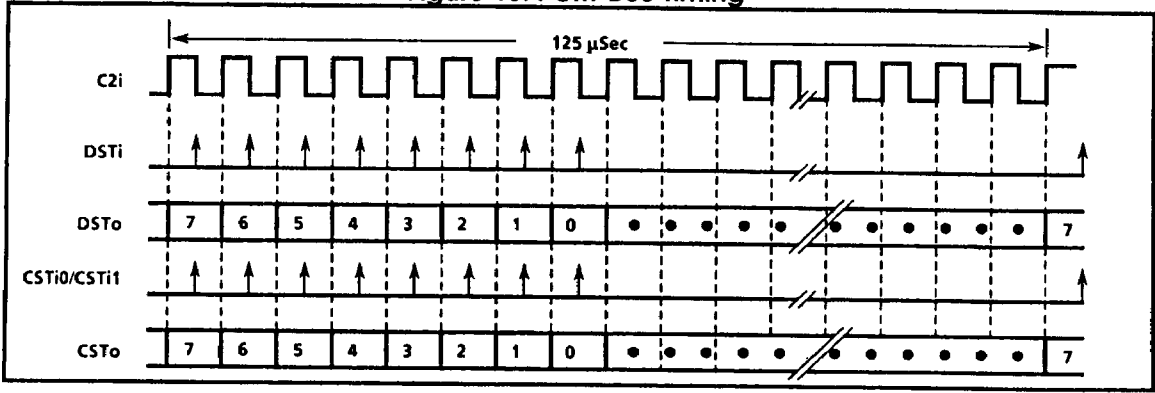 125 μSec
C2i
DSTi
DSTo 7 6 5 4 3 2 1 0 7
CSTi0/CSTi1
CSTo 7 6 5 4 3 2 1 0 7